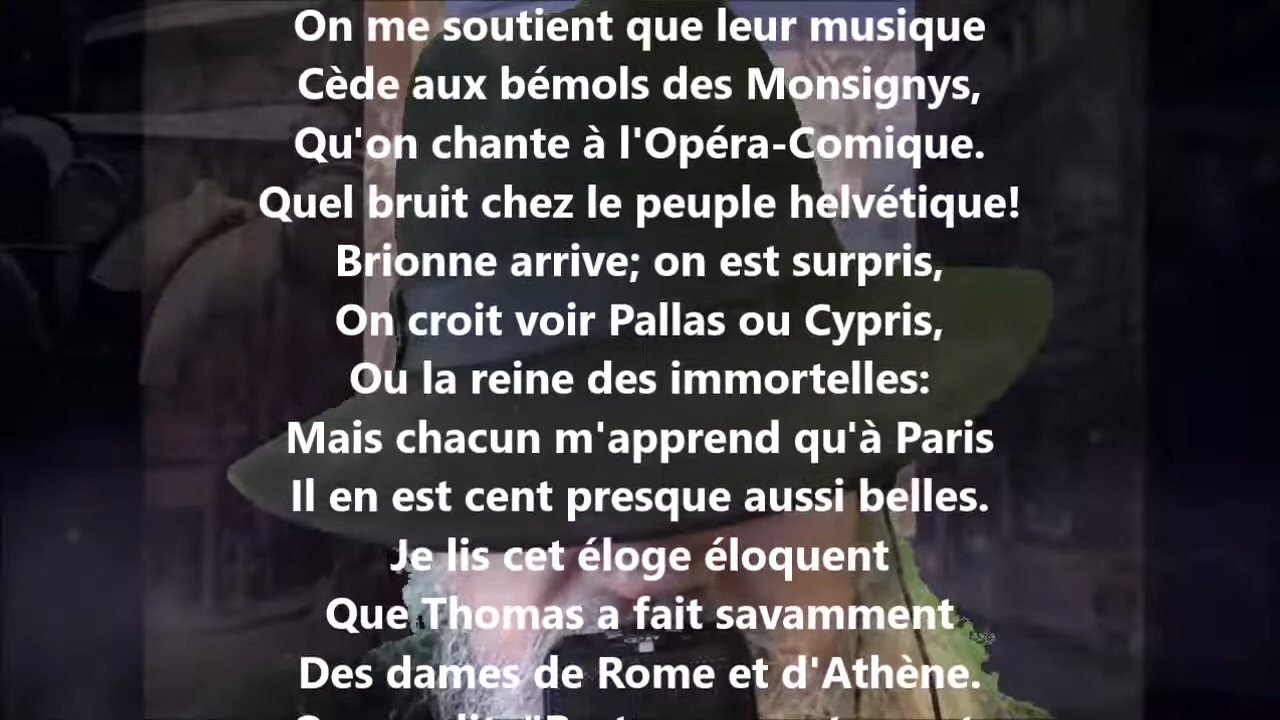 On me soutient que leur musique
Cède aux bémols des Monsignys,
Qu'on chante à l'Opéra-Comique.
Quel bruit chez le peuple helvétique!
Brionne arrive; on est surpris,
On croit voir Pallas ou Cypris,
Ou la reine des immortelles:
Mais chacun m'apprend qu'à Paris
Il en est cent presque aussi belles.
Je lis cet éloge éloquent
Que Thomas a fait savamment
Des dames de Rome et d'Athène.